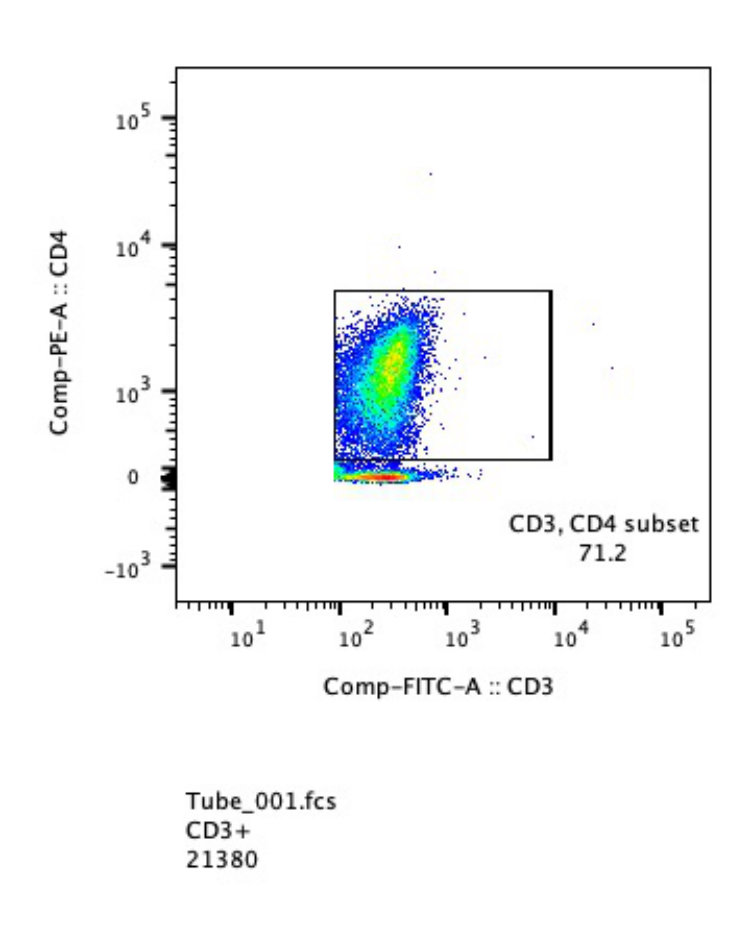 10^5
10^4
10^3
0
-10^3
Comp-PE-A :: CD4
CD3, CD4 subset
71.2
10^1 10^2 10^3 10^4 10^5
Comp-FITC-A :: CD3
Tube_001.fcs
CD3+
21380